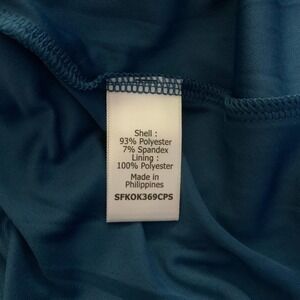 Shell :
93% Polyester
7% Spandex
Lining :
100% Polyester
Made in
Philippines
SFKOK369CPS